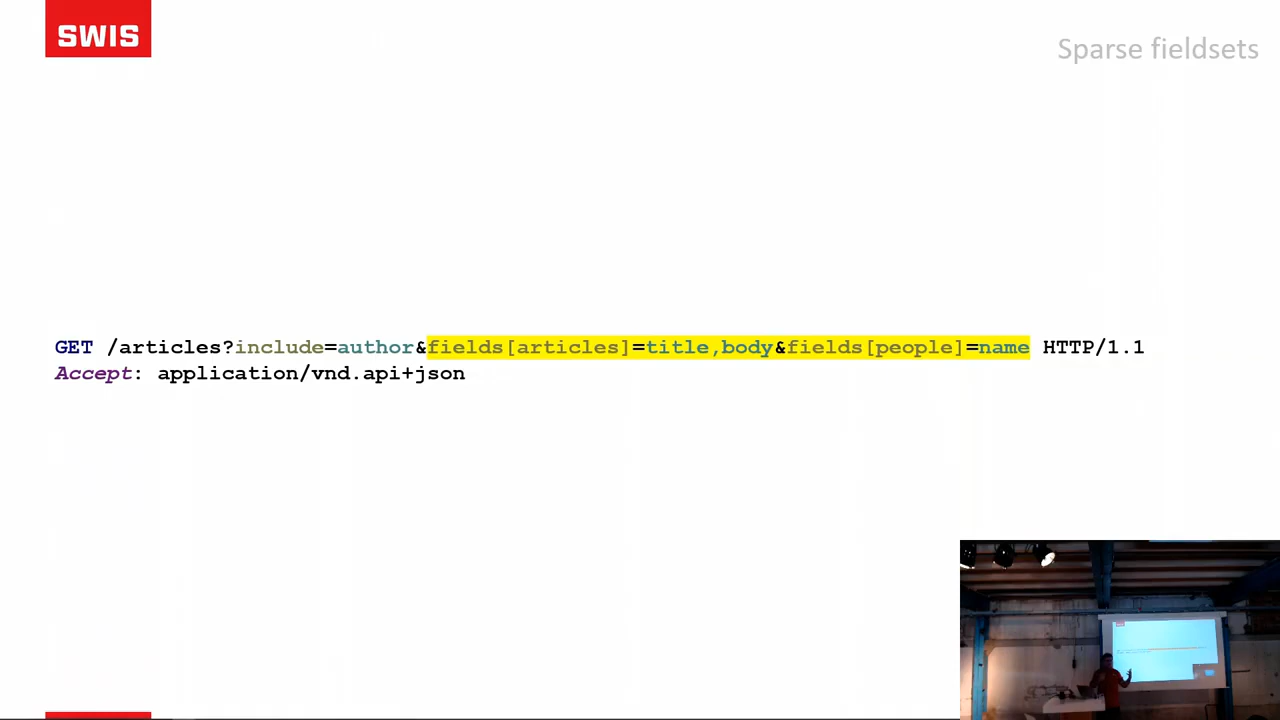 SWIS
Sparse fieldsets
GET /articles?include=author&fields[articles]=title,body&fields[people]=name HTTP/1.1
Accept: application/vnd.api+json